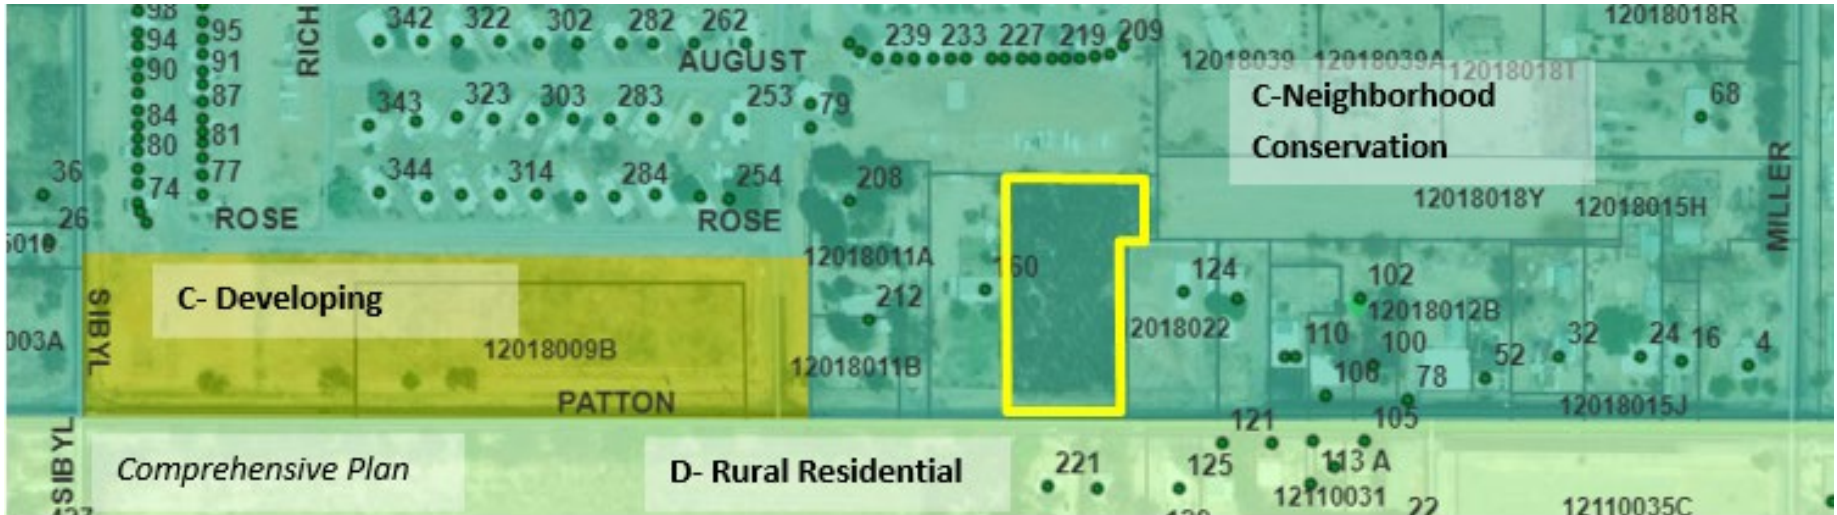 98
94
90
84
80
74
95
91
87
81
77
RICH
342 322 302 282 262
AUGUST
343 323 303 283 253
344 314 284 254
ROSE
ROSE
239 233 227 219 209
79
208
12018011A
212
12018011B
160
12018039 12018039A 12018018T
12018018R
C-Neighborhood
Conservation
68
MILLER
12018018Y
12018015H
36
26
003A
SIBYL
C- Developing
12018009B
PATTON
124
2018022
102
12018012B
110
100
106
78
52
32
24
16
4
12018015J
SIBYL
Comprehensive Plan
D- Rural Residential
221
121
125
105
113 A
12110031
22
12110035C